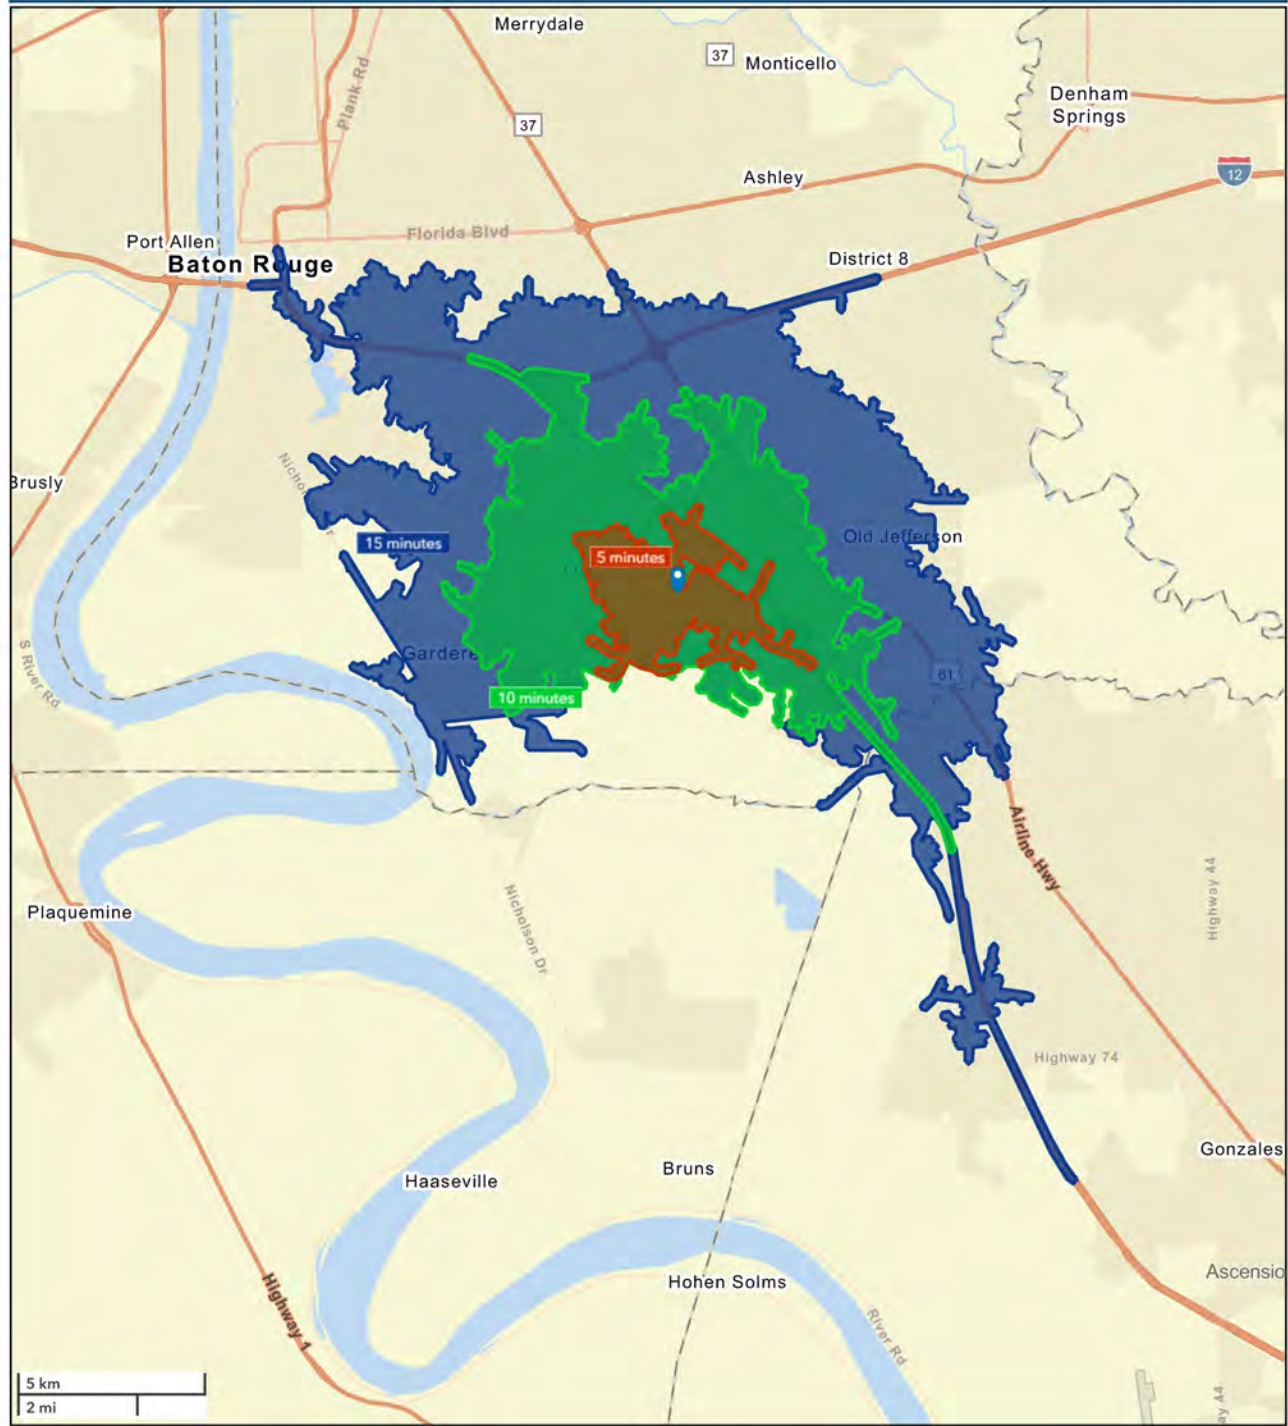 Merrydale
37
Monticello
Denham
Springs
Plank Rd
37
Ashley
12
Florida Blvd
Port Allen
Baton Rouge
District 8
Brusly
15 minutes
5 minutes
Old Jefferson
Gardere
61
10 minutes
S River Rd
Airline Hwy
Highway 44
Plaquemine
Nicholson Dr
Highway 74
Gonzales
Bruns
Haaseville
Hohen Solms
Ascensio
Highway 1
River Rd
5 km
2 mi